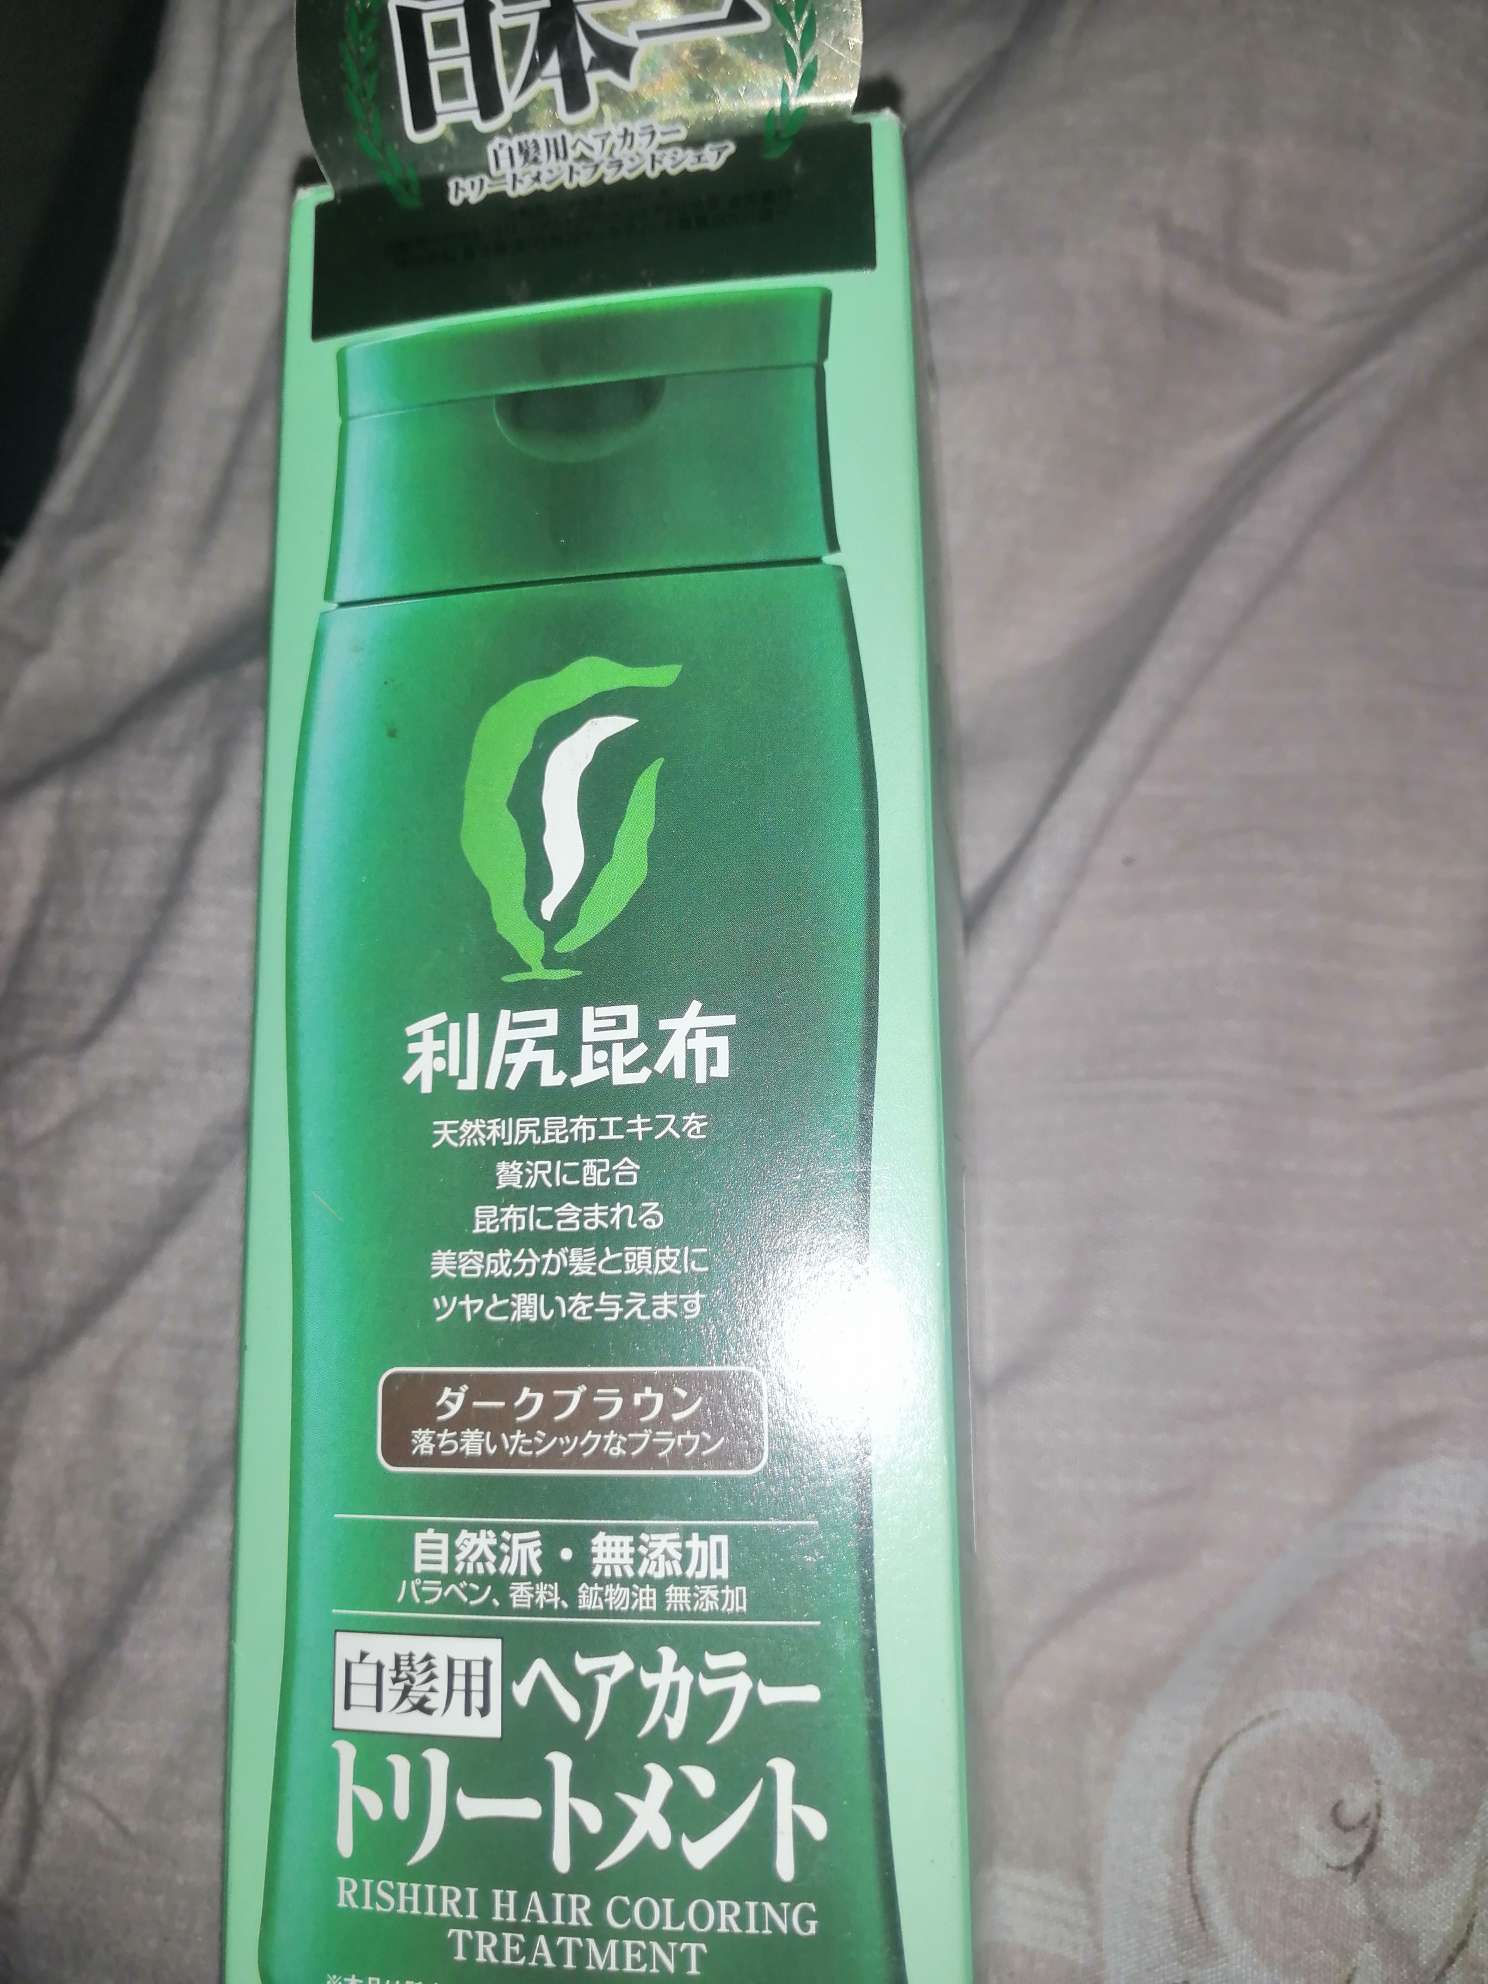 日本一
白髪用ヘアカラー
トリートメントブランドシェア
利尻昆布
天然利尻昆布エキスを
贅沢に配合
昆布に含まれる
美容成分が髪と頭皮に
ツヤと潤いを与えます
ダークブラウン
落ち着いたシックなブラウン
自然派・無添加
パラベン、香料、鉱物油 無添加
白髪用 ヘアカラー
トリートメント
RISHIRI HAIR COLORING
TREATMENT